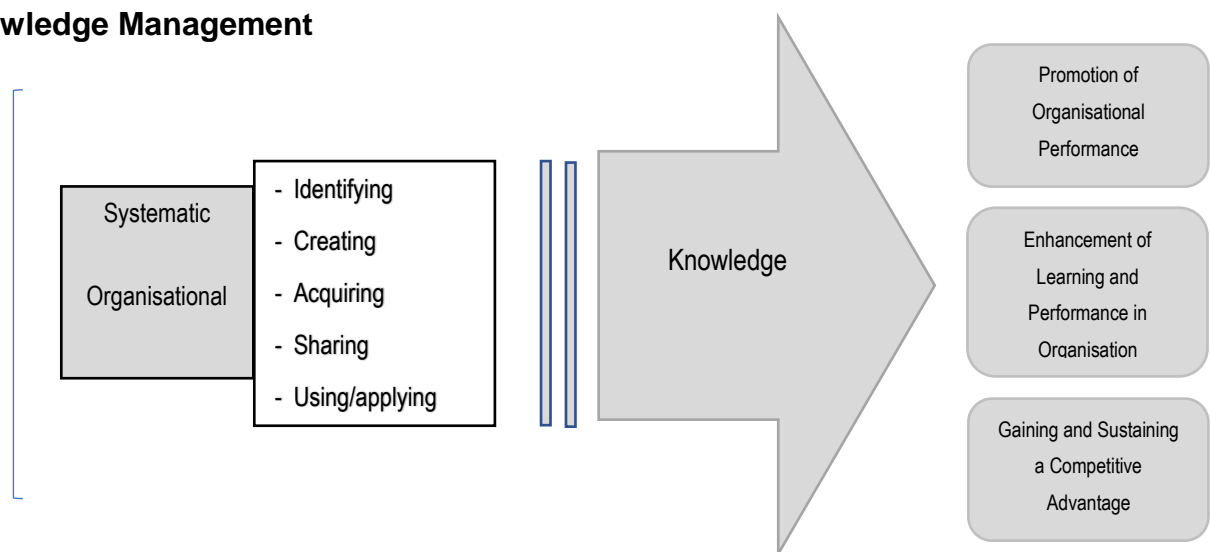 wledge Management
Systematic
Organisational
- Identifying
- Creating
- Acquiring
- Sharing
- Using/applying
Knowledge
Promotion of
Organisational
Performance
Enhancement of
Learning and
Performance in
Organisation
Gaining and Sustaining
a Competitive
Advantage